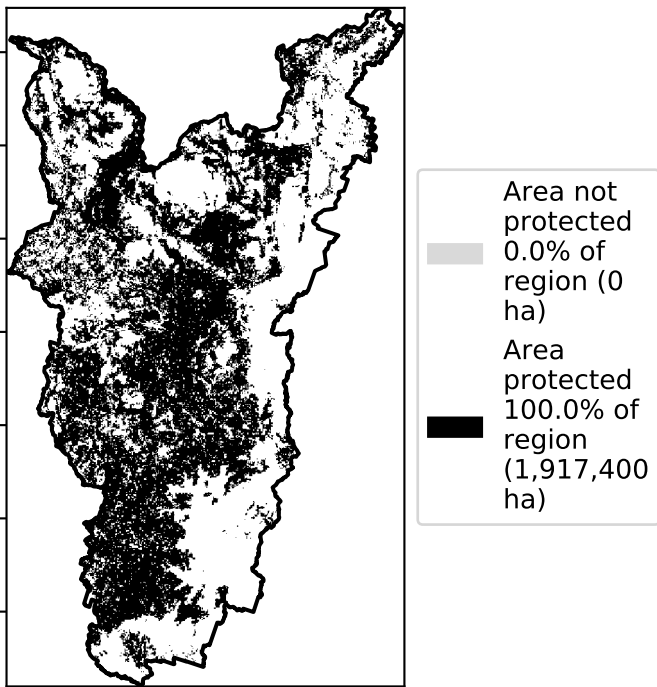 Area not
protected
0.0% of
region (0
ha)
Area
protected
100.0% of
region
(1,917,400
ha)